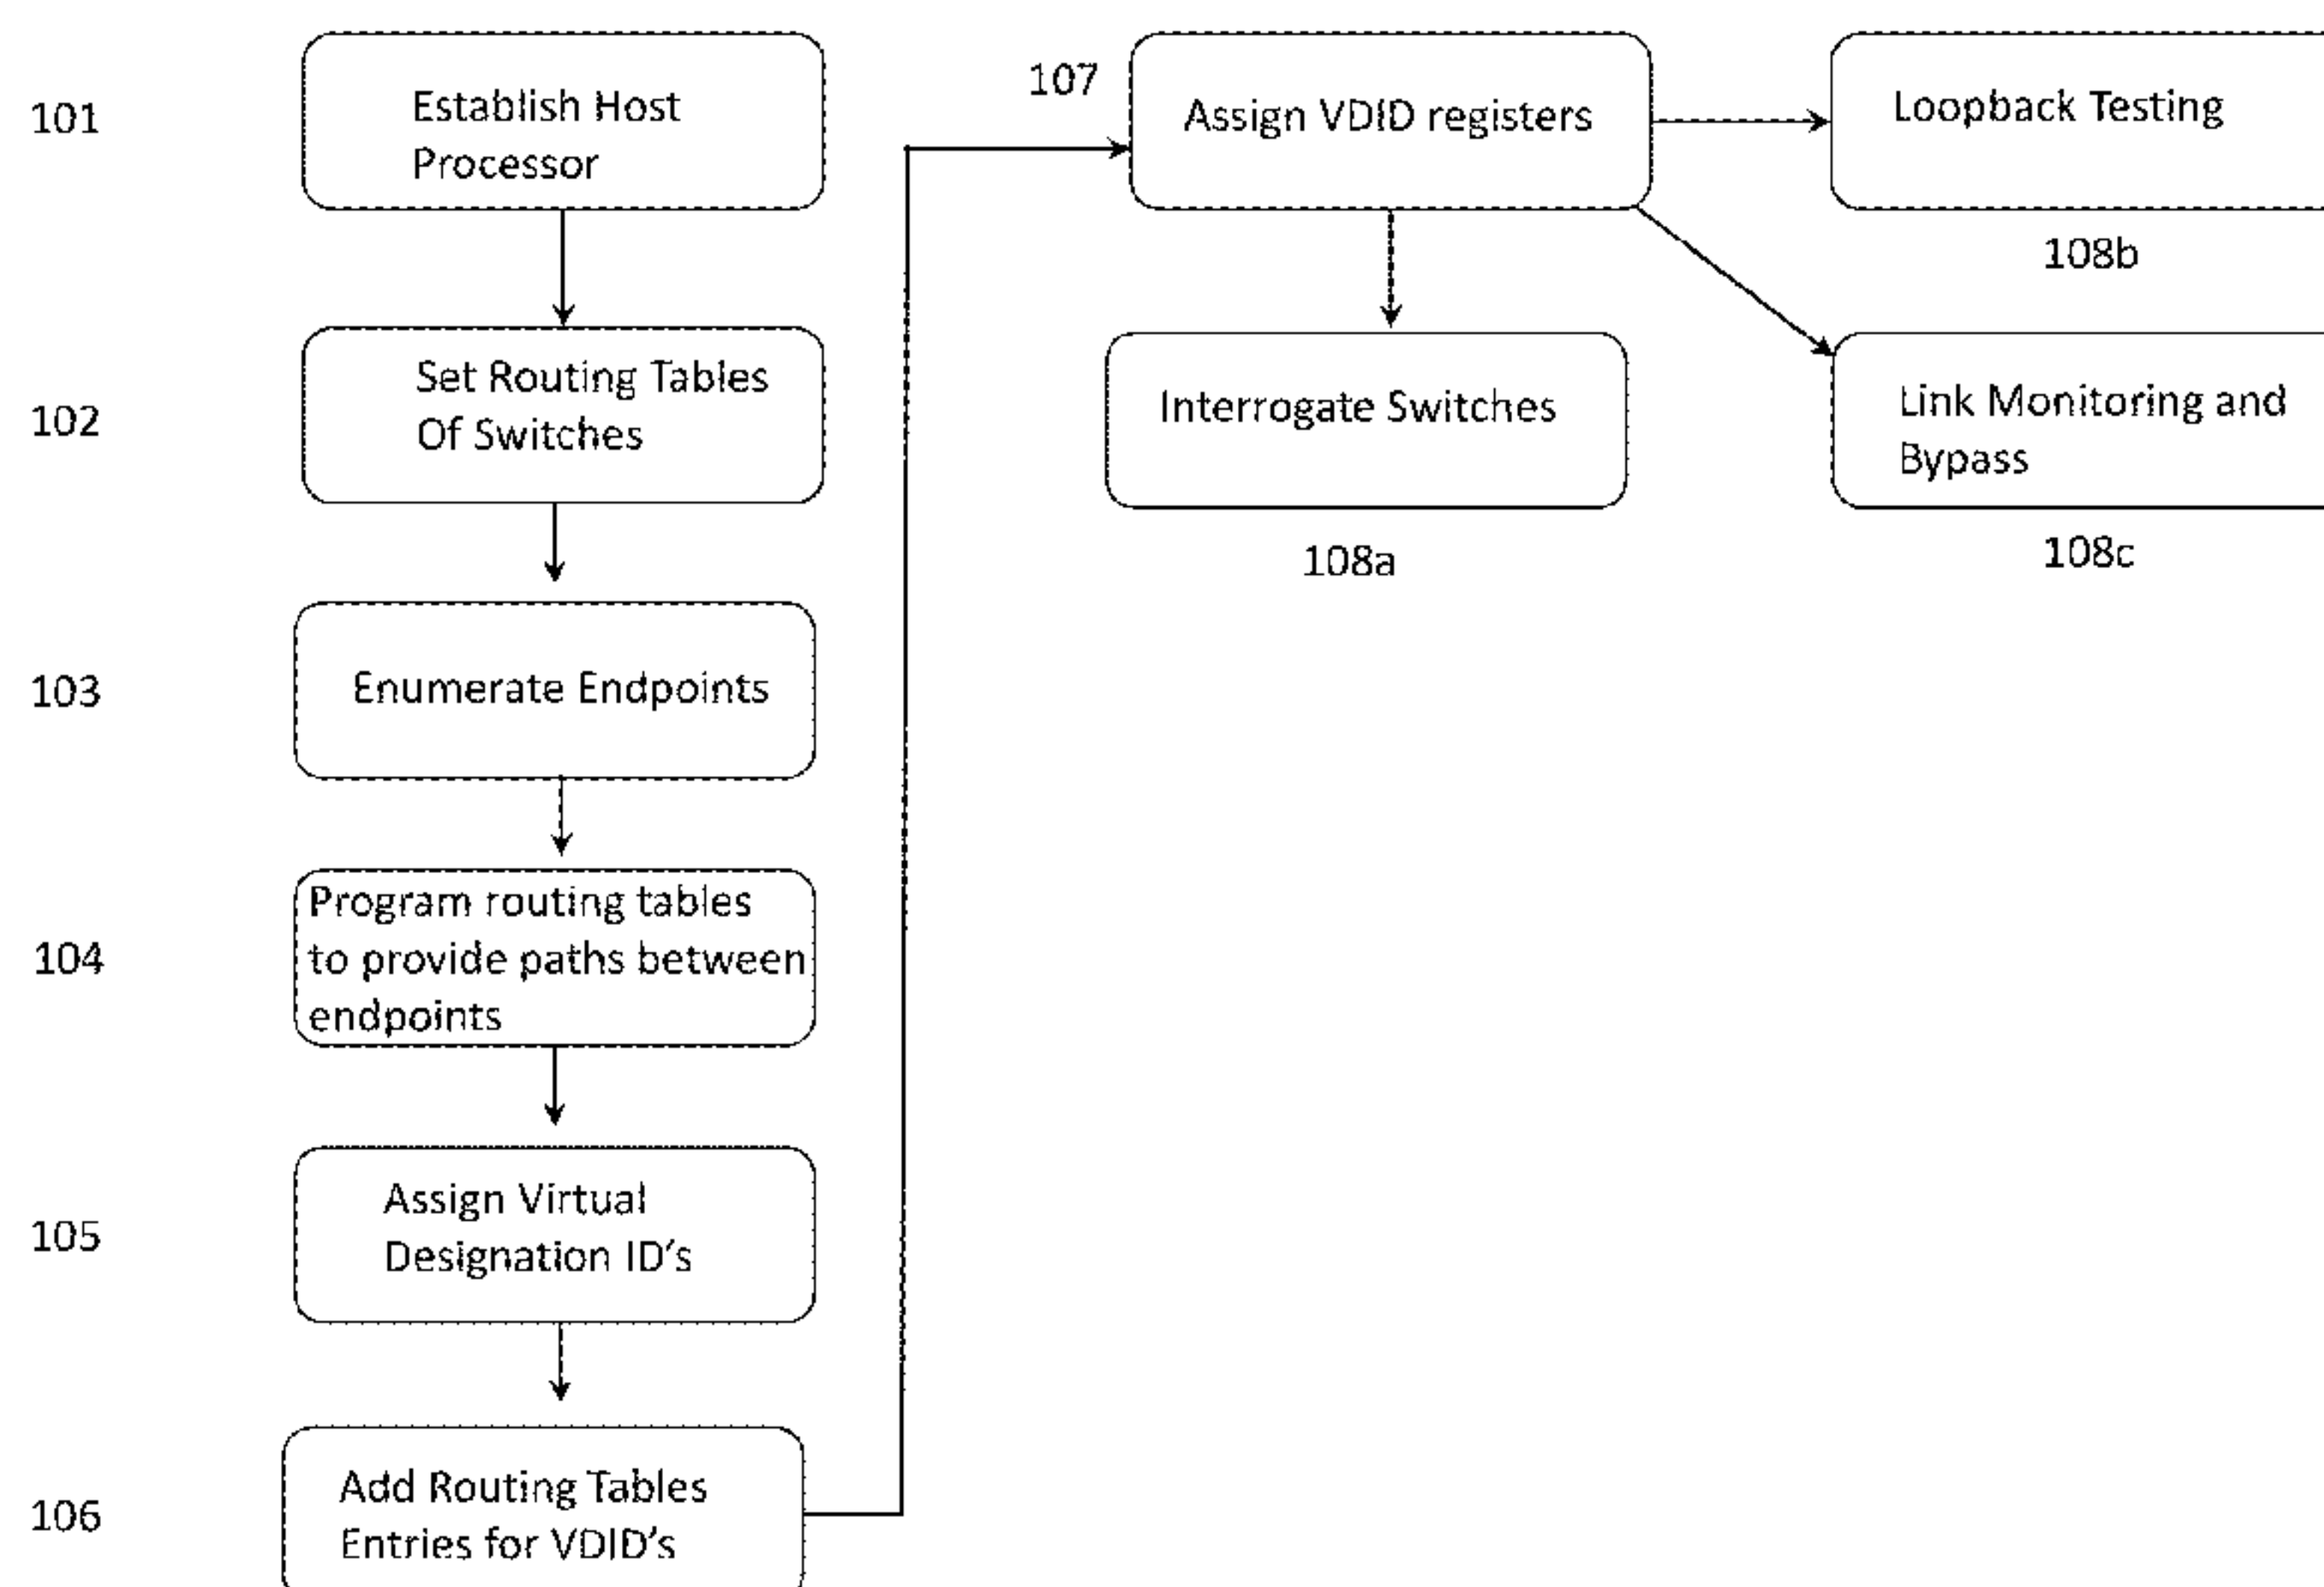 101
Establish Host
Processor
102
Set Routing Tables
Of Switches
103
Enumerate Endpoints
104
Program routing tables
to provide paths between
endpoints
105
Assign Virtual
Designation ID's
106
Add Routing Tables
Entries for VDID's
107
Assign VDID registers
Loopback Testing
108b
Interrogate Switches
108a
Link Monitoring and
Bypass
108c